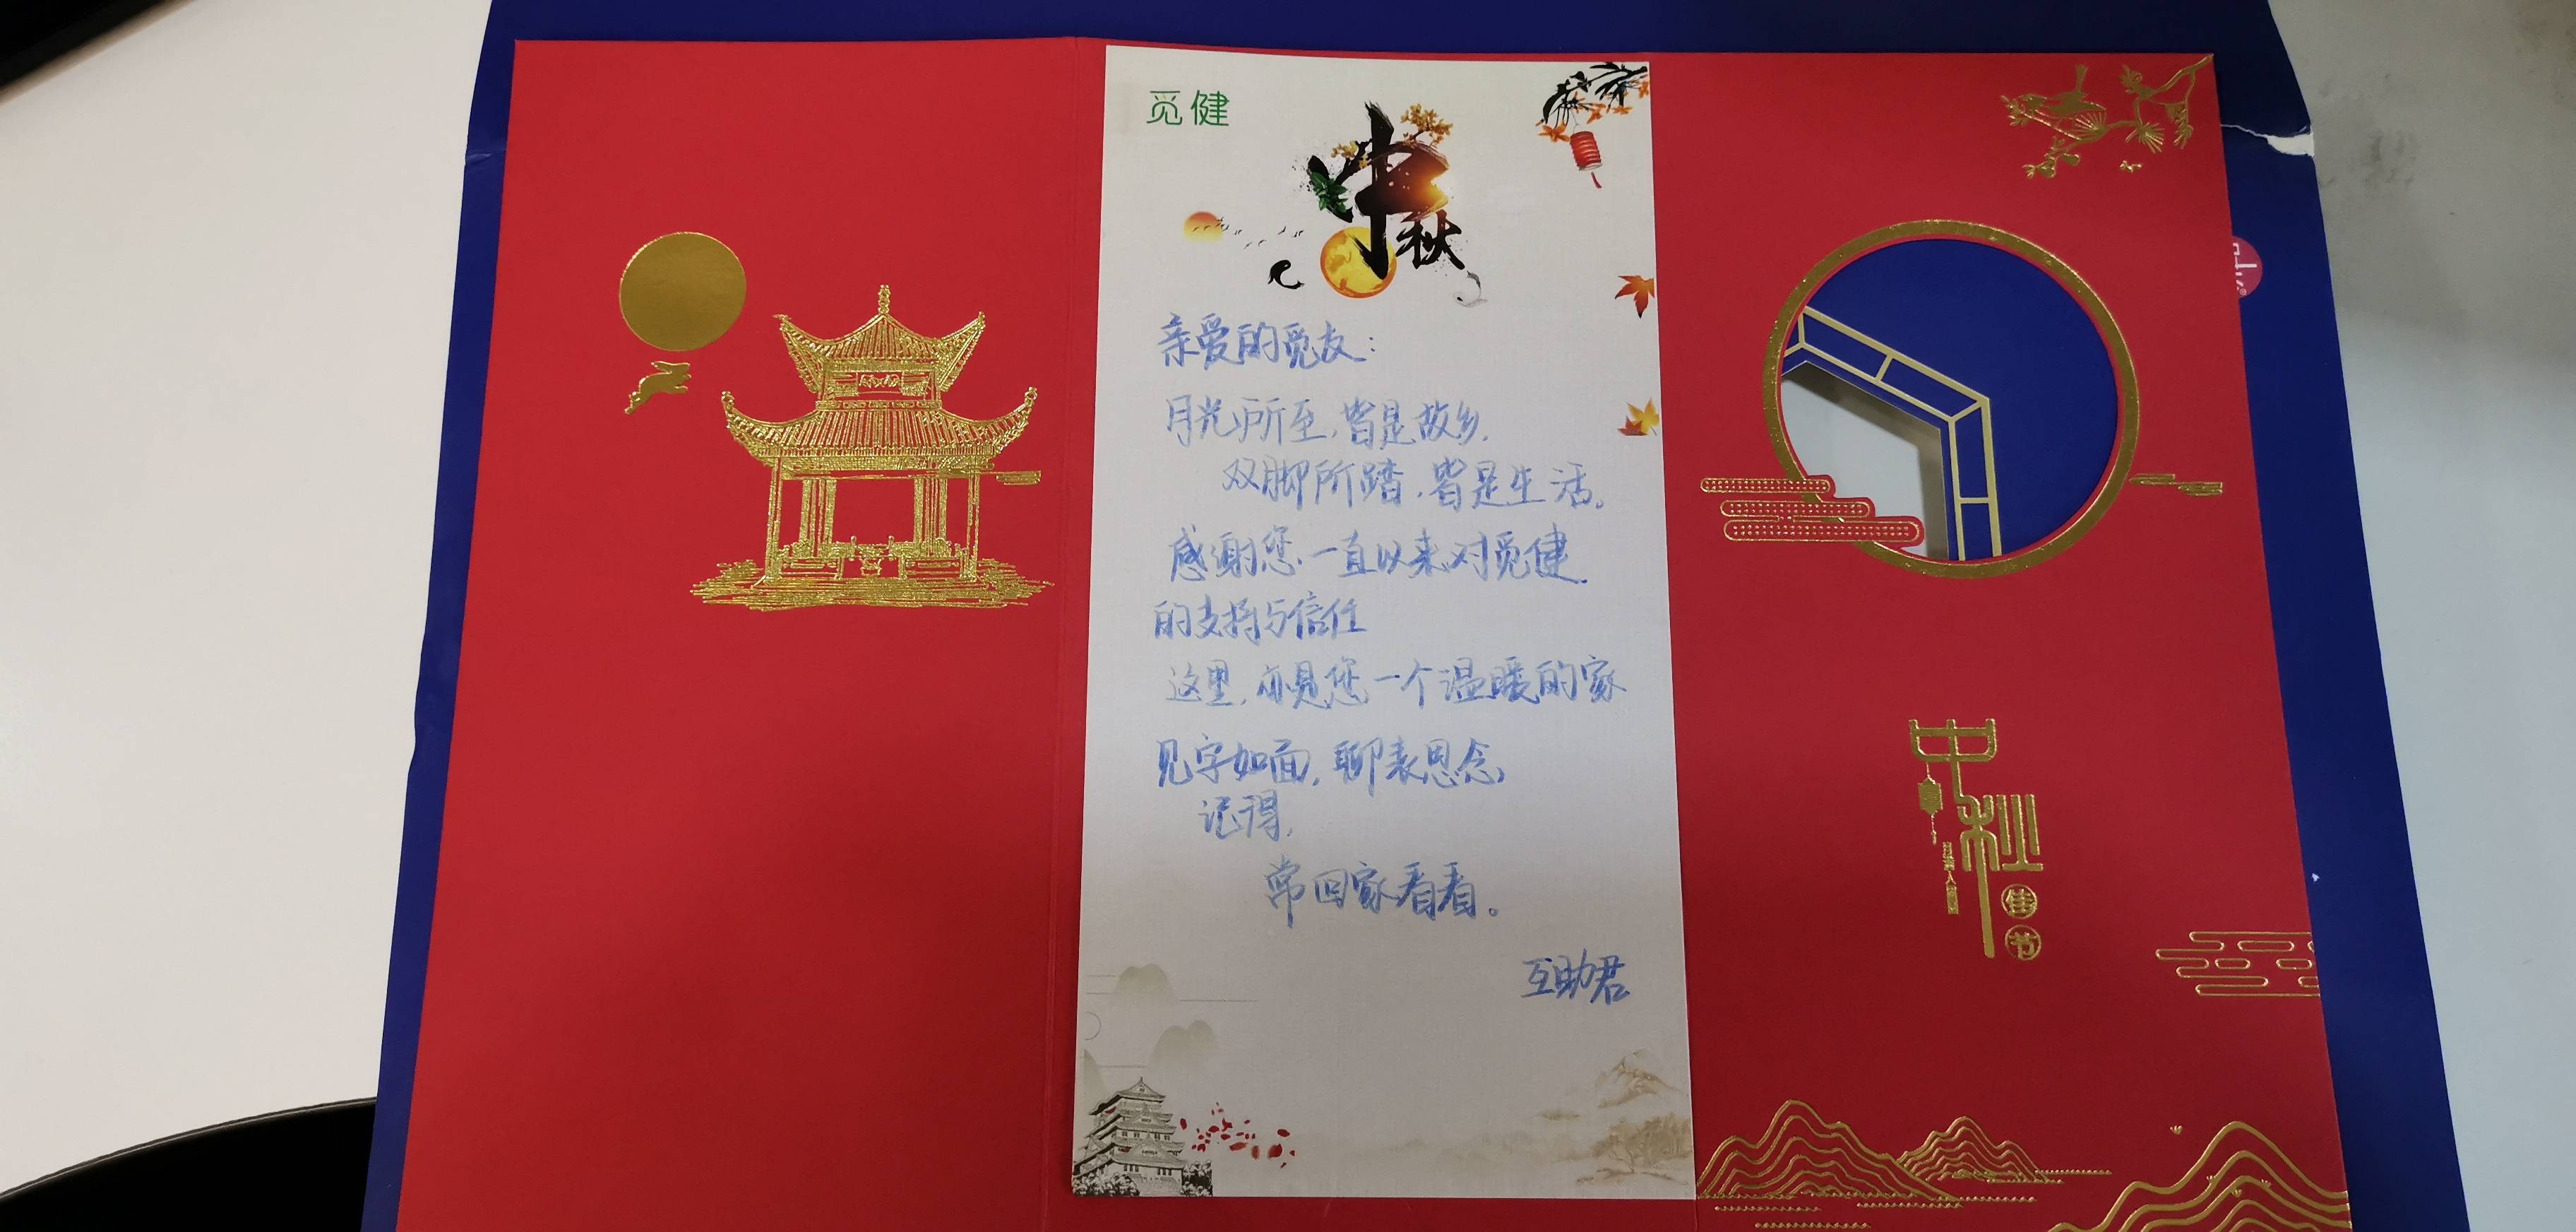 觅健
中秋
亲爱的觅友：
月光所至，皆是故乡，
双脚所踏，皆是生活。
感谢您一直以来对觅健
的支持与信任
这里，亦是您一个温暖的家
见字如面，聊表思念，
记得，
常回家看看。
互助君
中秋
佳
节